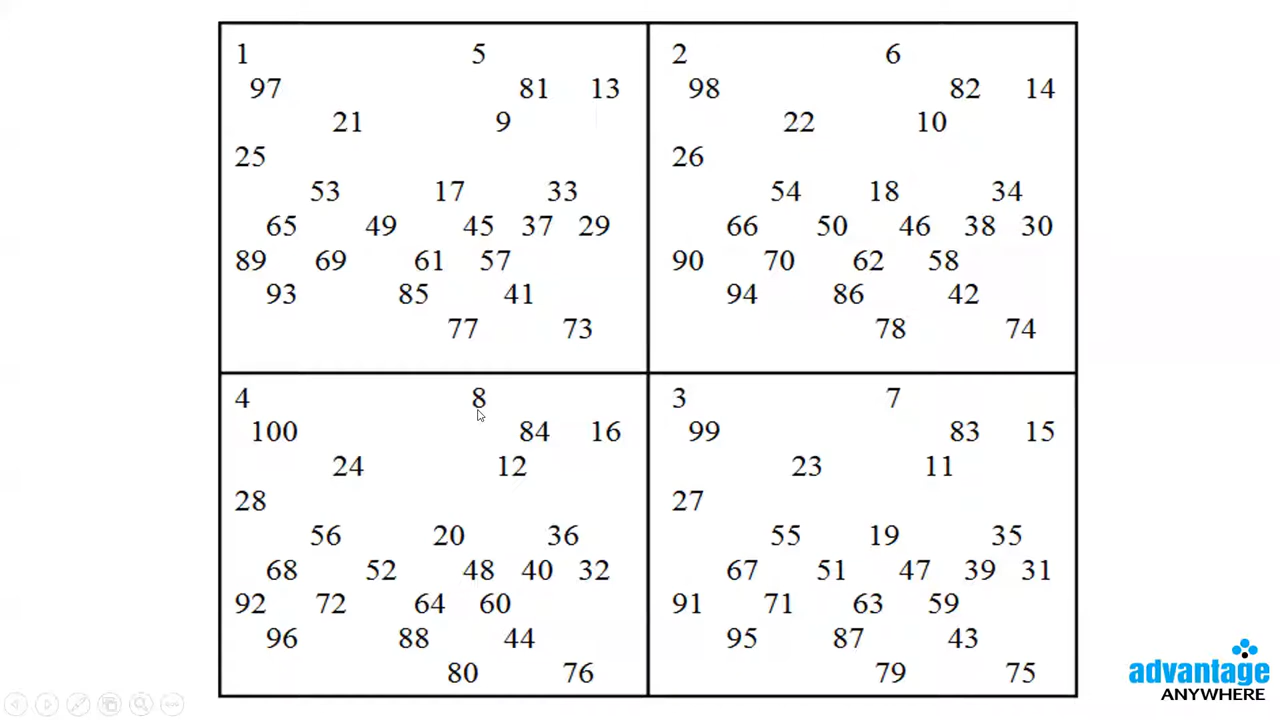 1 5 2 6
97 81 13 98 82 14
21 9 22 10
25 26
53 17 33 54 18 34
65 49 45 37 29 66 50 46 38 30
89 69 61 57 90 70 62 58
93 85 41 94 86 42
77 73 78 74
4 8 3 7
100 84 16 99 83 15
24 12 23 11
28 27
56 20 36 55 19 35
68 52 48 40 32 67 51 47 39 31
92 72 64 60 91 71 63 59
96 88 44 95 87 43
80 76 79 75
advantage
ANYWHERE